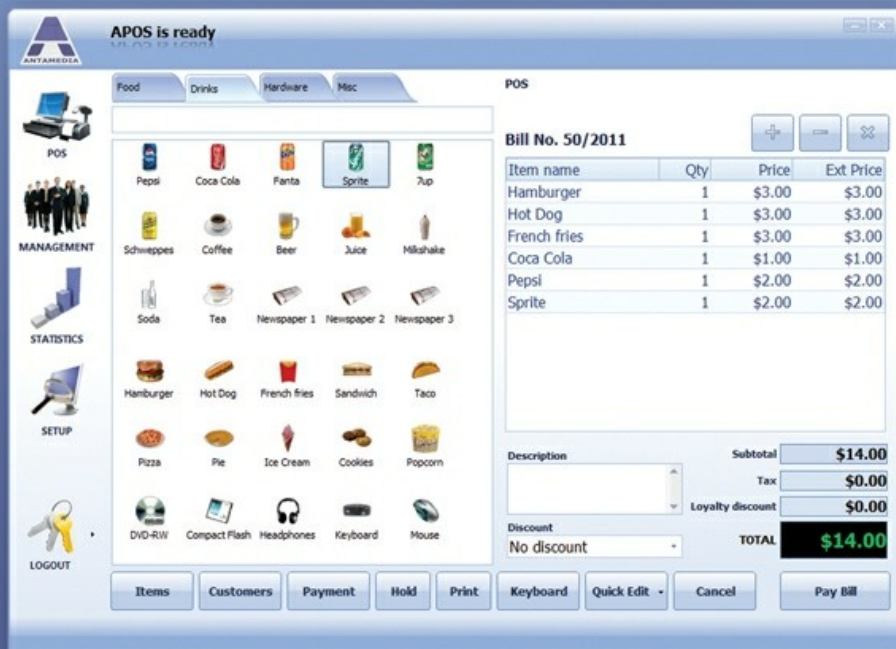 APOS is ready
ANTAMEDIA
POS
MANAGEMENT
STATISTICS
SETUP
LOGOUT
Food Drinks Hardware Misc
Pepsi Coca Cola Fanta Sprite 7up
Schweppes Coffee Beer Juice Milkshake
Soda Tea Newspaper 1 Newspaper 2 Newspaper 3
Hamburger Hot Dog French fries Sandwich Taco
Pizza Pie Ice Cream Cookies Popcorn
DVD-RW Compact Flash Headphones Keyboard Mouse
POS
Bill No. 50/2011
Item name Qty Price Ext Price
Hamburger 1 $3.00 $3.00
Hot Dog 1 $3.00 $3.00
French fries 1 $3.00 $3.00
Coca Cola 1 $1.00 $1.00
Pepsi 1 $2.00 $2.00
Sprite 1 $2.00 $2.00
Description
Subtotal $14.00
Tax $0.00
Loyalty discount $0.00
Discount
No discount
TOTAL $14.00
Items Customers Payment Hold Print Keyboard Quick Edit Cancel Pay Bill